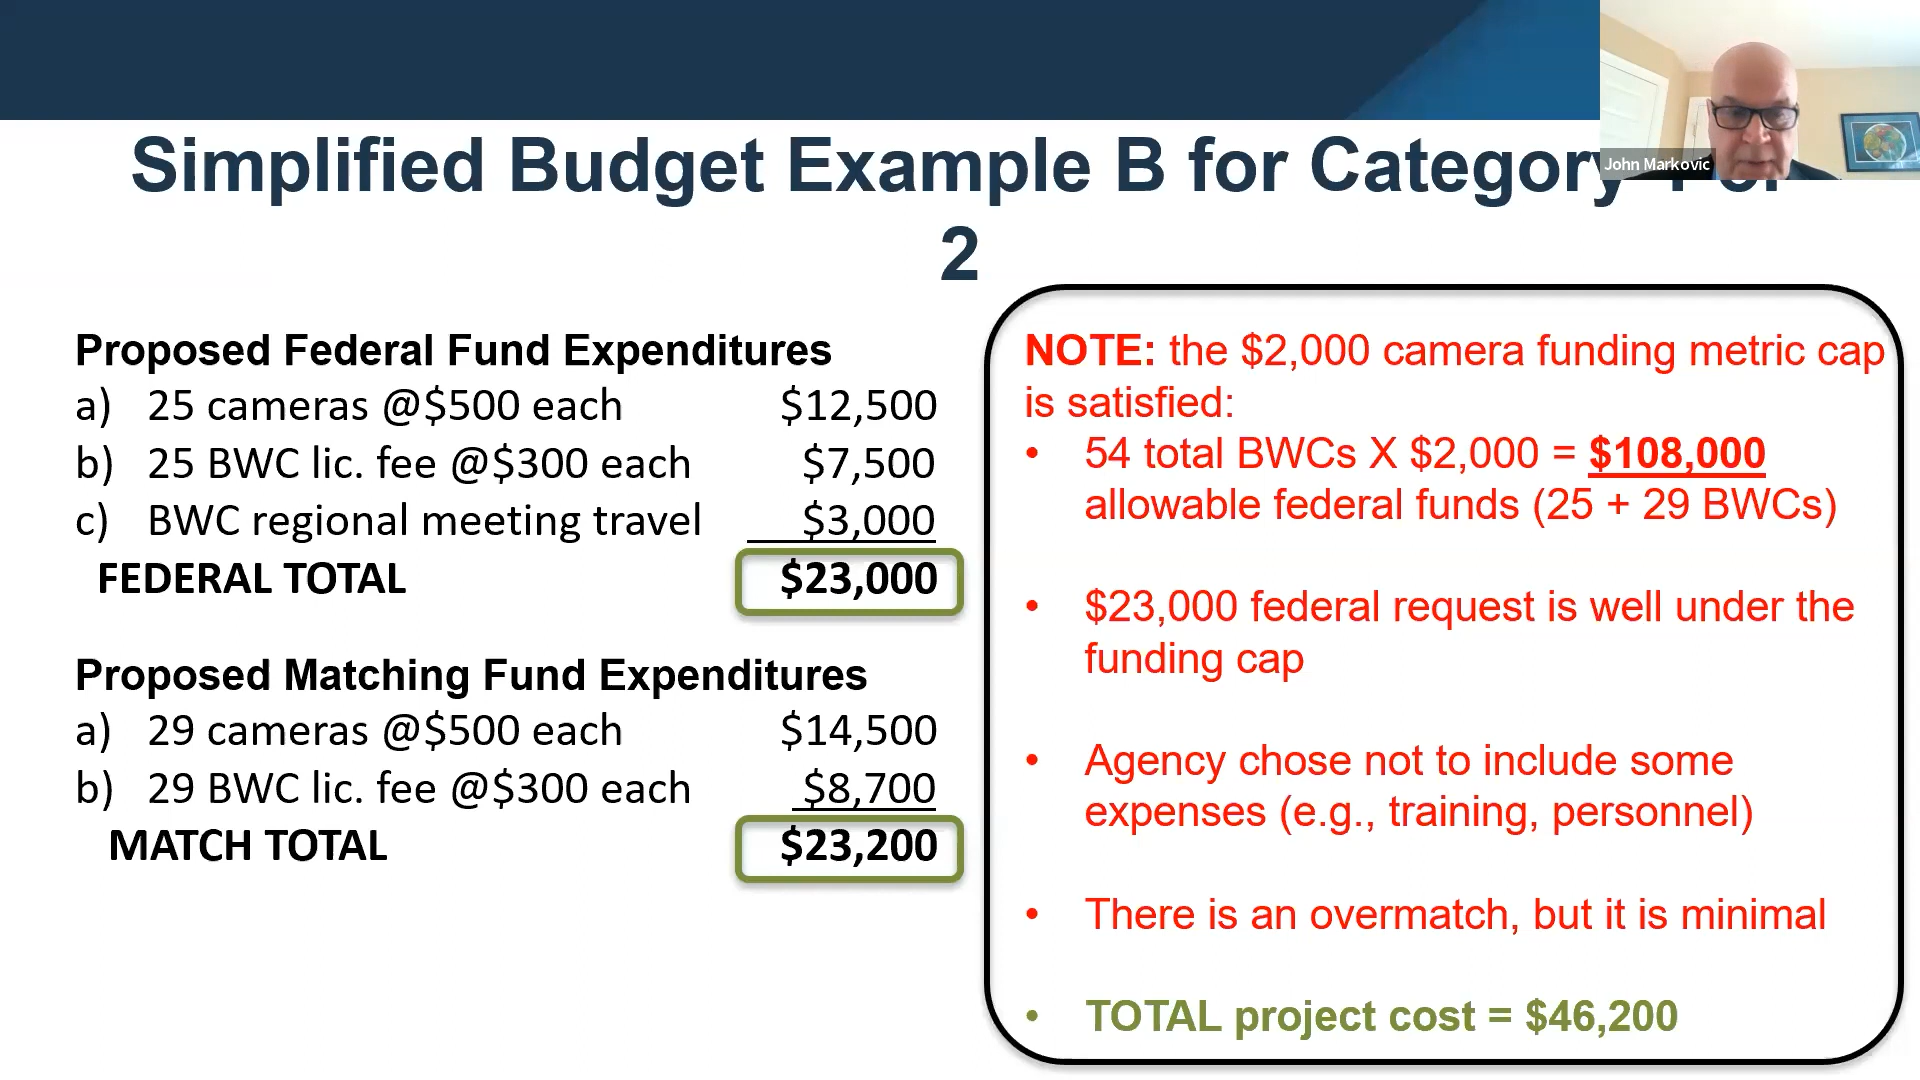 Simplified Budget Example B for Category
2
John Markovic
Proposed Federal Fund Expenditures
a) 25 cameras @$500 each $12,500
b) 25 BWC lic. fee @$300 each $7,500
c) BWC regional meeting travel $3,000
FEDERAL TOTAL $23,000
Proposed Matching Fund Expenditures
a) 29 cameras @$500 each $14,500
b) 29 BWC lic. fee @$300 each $8,700
MATCH TOTAL $23,200
NOTE: the $2,000 camera funding metric cap
is satisfied:
• 54 total BWCs X $2,000 = $108,000
allowable federal funds (25 + 29 BWCs)
• $23,000 federal request is well under the
funding cap
• Agency chose not to include some
expenses (e.g., training, personnel)
• There is an overmatch, but it is minimal
• TOTAL project cost = $46,200